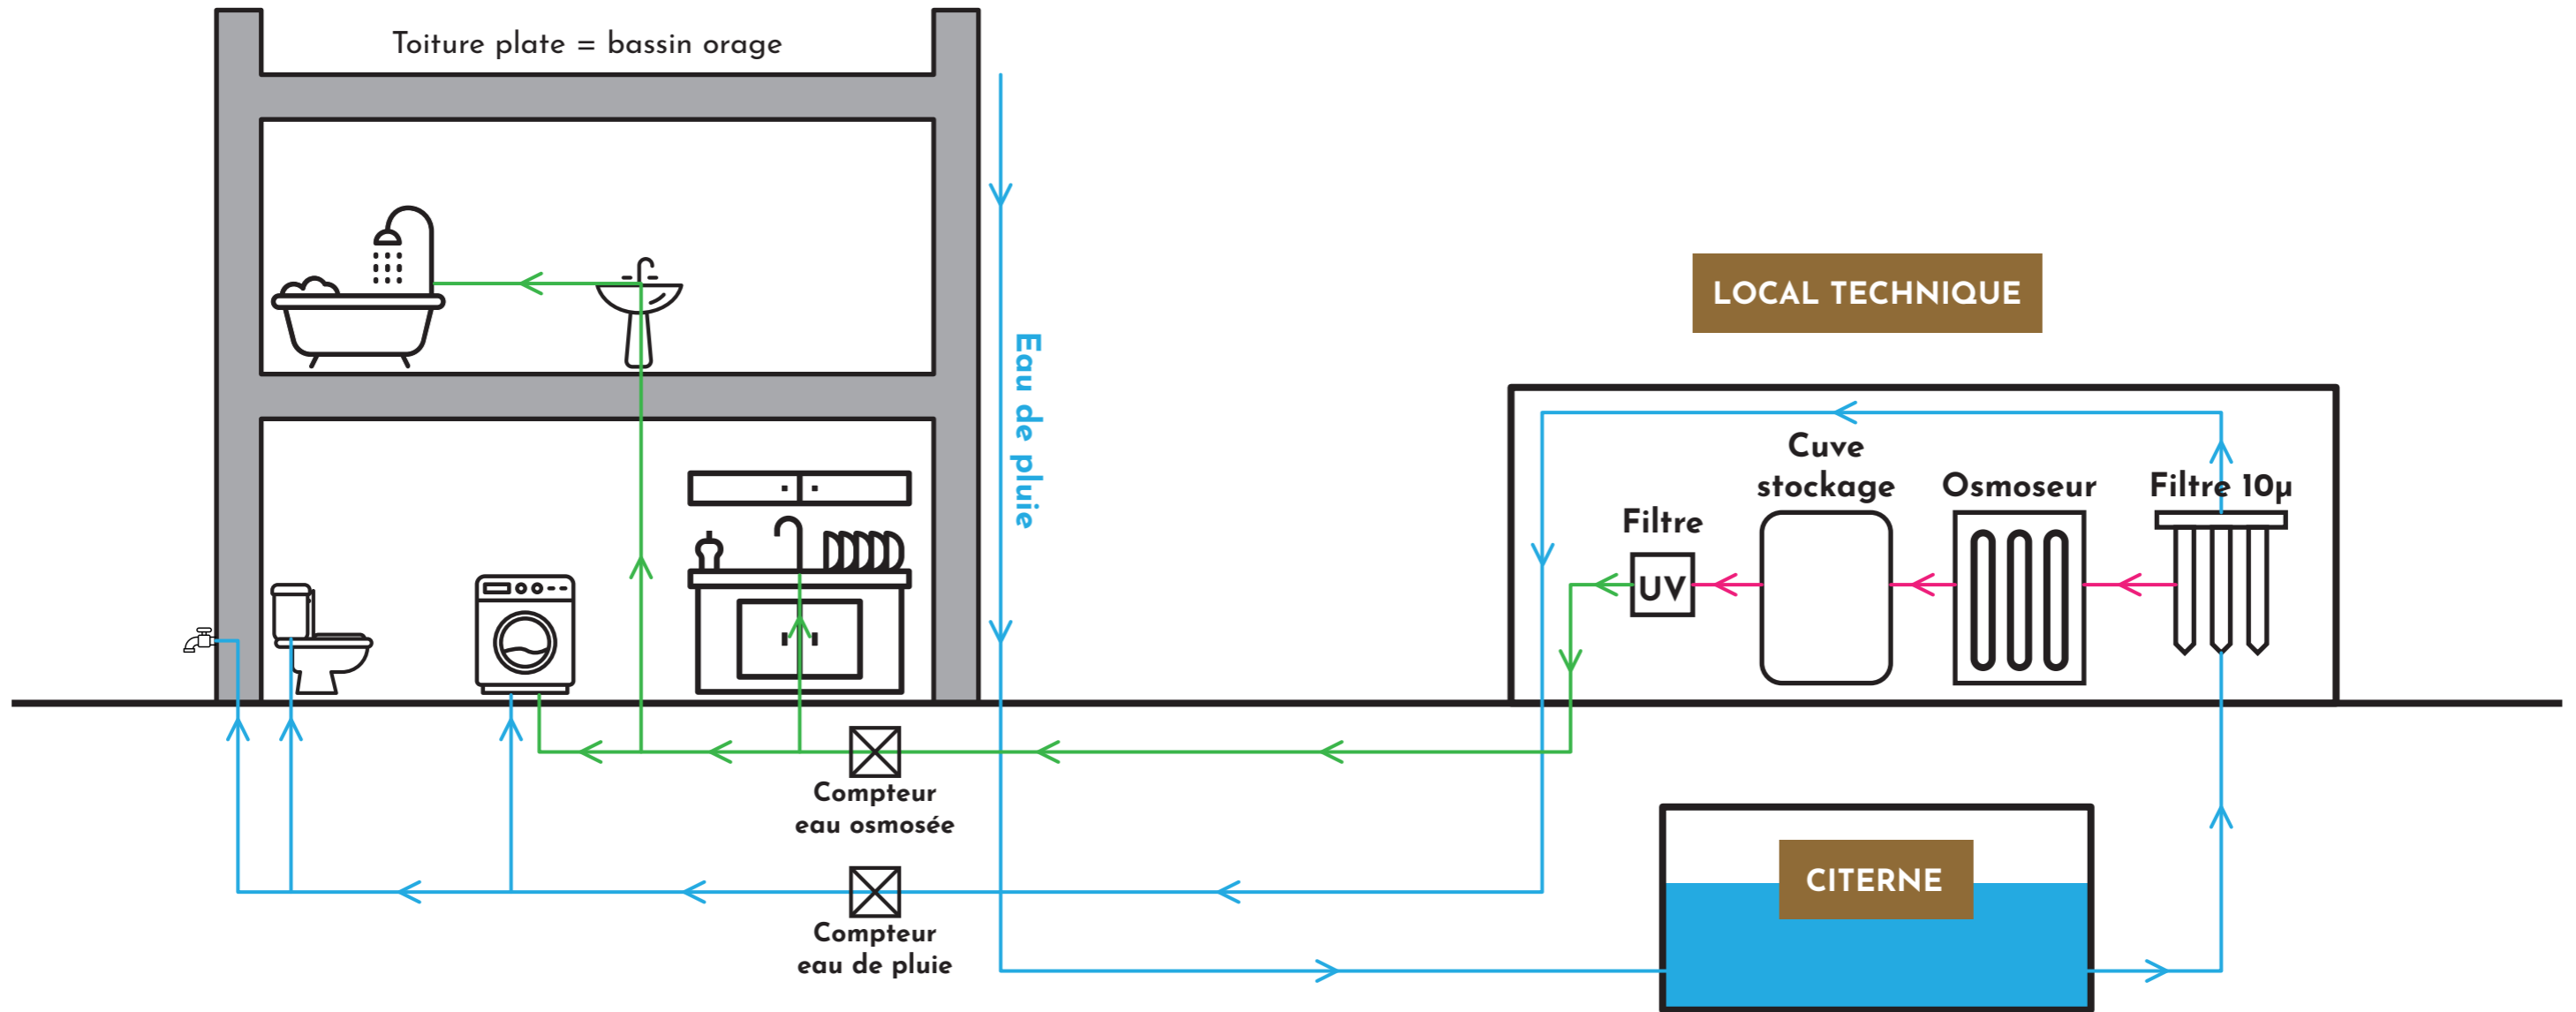 Toiture plate = bassin orage
Eau de pluie
LOCAL TECHNIQUE
Cuve
stockage
Osmoseur
Filtre 10µ
Filtre
UV
Compteur
eau osmosée
Compteur
eau de pluie
CITERNE